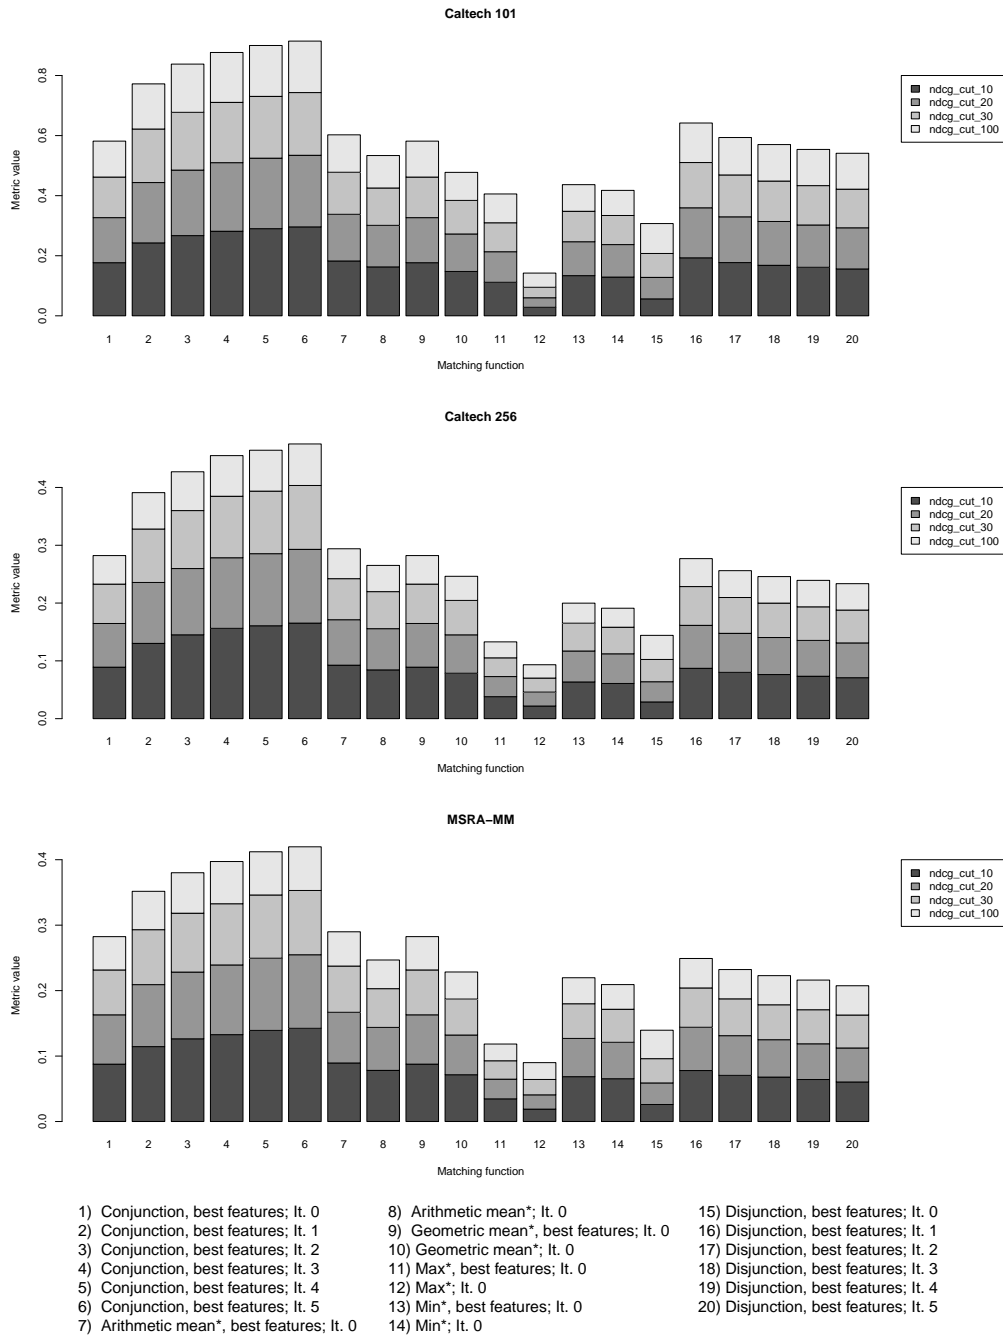 Caltech 101
Metric value
0.0 0.2 0.4 0.6 0.8
1 2 3 4 5 6 7 8 9 10 11 12 13 14 15 16 17 18 19 20
Matching function
ndcg_cut_10
ndcg_cut_20
ndcg_cut_30
ndcg_cut_100
Caltech 256
Metric value
0.0 0.1 0.2 0.3 0.4
1 2 3 4 5 6 7 8 9 10 11 12 13 14 15 16 17 18 19 20
Matching function
ndcg_cut_10
ndcg_cut_20
ndcg_cut_30
ndcg_cut_100
MSRA−MM
Metric value
0.0 0.1 0.2 0.3 0.4
1 2 3 4 5 6 7 8 9 10 11 12 13 14 15 16 17 18 19 20
Matching function
ndcg_cut_10
ndcg_cut_20
ndcg_cut_30
ndcg_cut_100
1) Conjunction, best features; It. 0
2) Conjunction, best features; It. 1
3) Conjunction, best features; It. 2
4) Conjunction, best features; It. 3
5) Conjunction, best features; It. 4
6) Conjunction, best features; It. 5
7) Arithmetic mean*, best features; It. 0
8) Arithmetic mean*; It. 0
9) Geometric mean*, best features; It. 0
10) Geometric mean*; It. 0
11) Max*, best features; It. 0
12) Max*; It. 0
13) Min*, best features; It. 0
14) Min*; It. 0
15) Disjunction, best features; It. 0
16) Disjunction, best features; It. 1
17) Disjunction, best features; It. 2
18) Disjunction, best features; It. 3
19) Disjunction, best features; It. 4
20) Disjunction, best features; It. 5